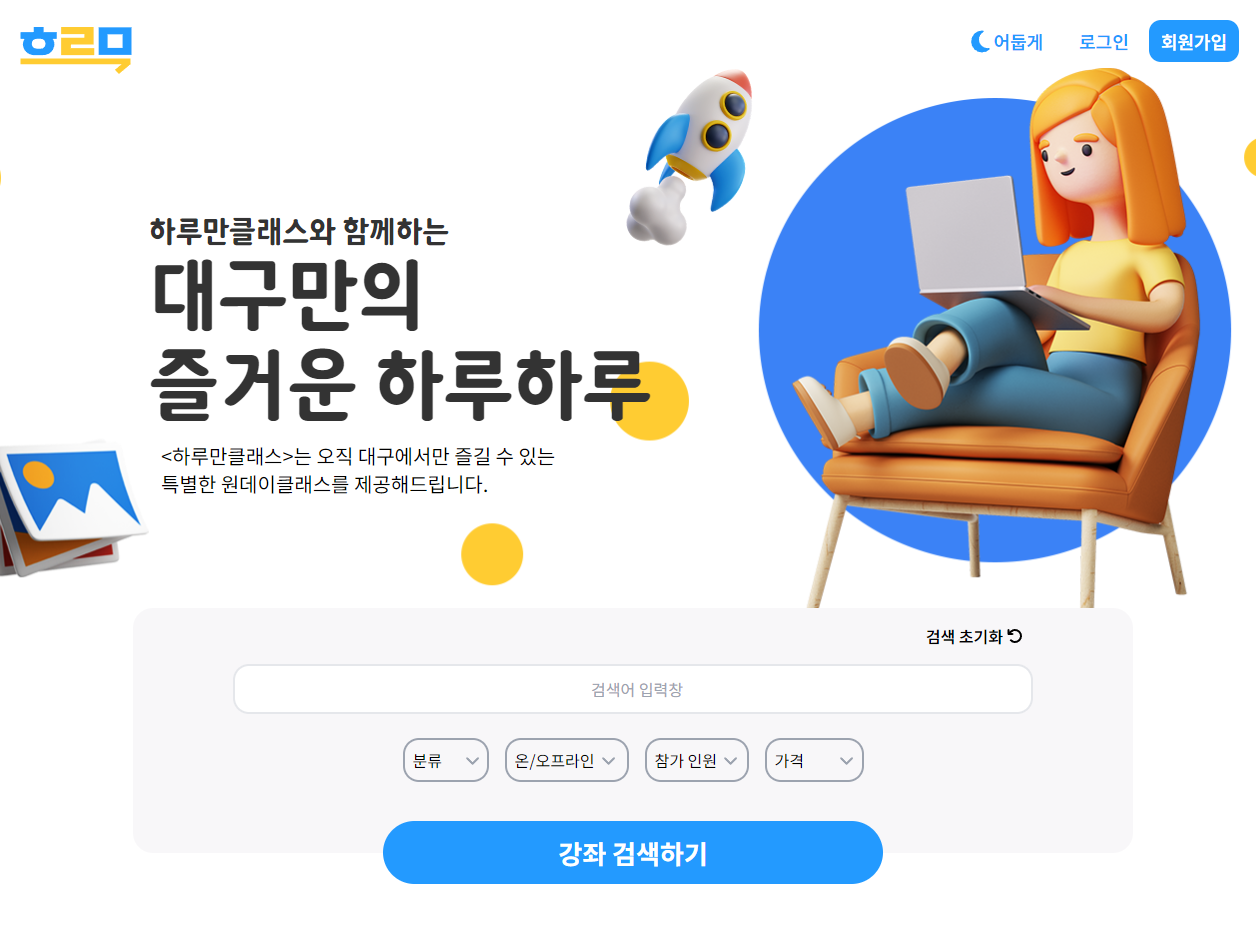 흐르믁
어둡게
로그인
회원가입
하루만클래스와 함께하는
대구만의
즐거운 하루하루
<하루만클래스>는 오직 대구에서만 즐길 수 있는
특별한 원데이클래스를 제공해드립니다.
검색 초기화
검색어 입력창
분류
온/오프라인
참가 인원
가격
강좌 검색하기